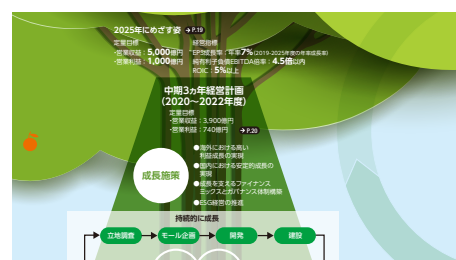 2025年にめざす姿 → P.19
定量目標
・営業収益：5,000億円
・営業利益：1,000億円
経営指標
EPS成長率：年率7%(2019-2025年度の年率成長率)
純有利子負債EBITDA倍率：4.5倍以内
ROIC：5%以上
中期3ヵ年経営計画
(2020〜2022年度)
定量目標
・営業収益：3,900億円
・営業利益：740億円 → P.20
成長施策
●海外における高い
利益成長の実現
●国内における安定的成長の
実現
●成長を支えるファイナンス
ミックスとガバナンス体制構築
●ESG経営の推進
持続的に成長
立地調査 モール企画 開発 建設